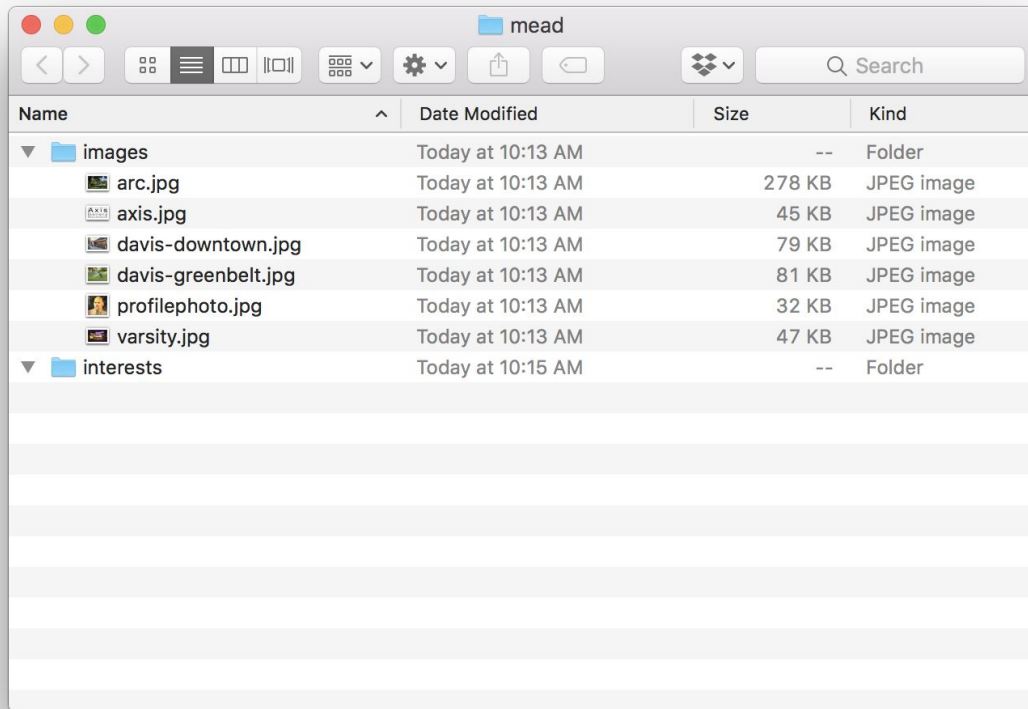 mead
Search
Name Date Modified Size Kind
images Today at 10:13 AM -- Folder
arc.jpg Today at 10:13 AM 278 KB JPEG image
axis.jpg Today at 10:13 AM 45 KB JPEG image
davis-downtown.jpg Today at 10:13 AM 79 KB JPEG image
davis-greenbelt.jpg Today at 10:13 AM 81 KB JPEG image
profilephoto.jpg Today at 10:13 AM 32 KB JPEG image
varsity.jpg Today at 10:13 AM 47 KB JPEG image
interests Today at 10:15 AM -- Folder